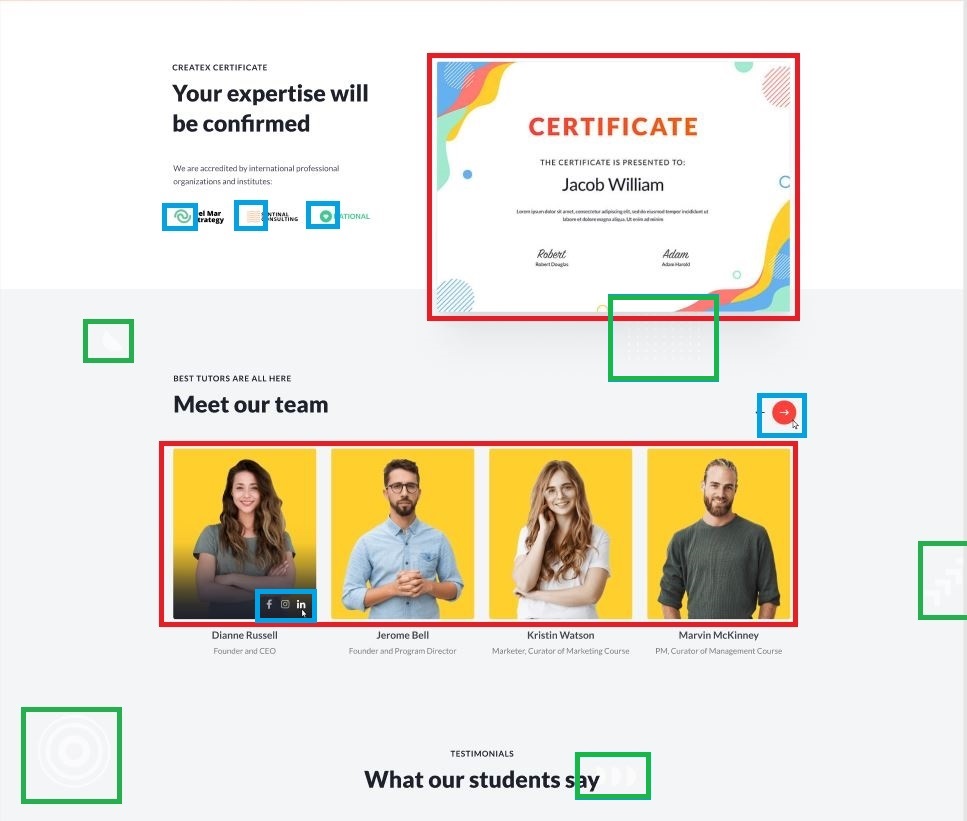 CREATEX CERTIFICATE
Your expertise will
be confirmed
We are accredited by international professional
organizations and institutes:
el Mar
trategy
NTINAL
CONSULTING
ATIONAL
CERTIFICATE
THE CERTIFICATE IS PRESENTED TO:
Jacob William
Lorem ipsum dolor sit amet, consectetur adipiscing elit, sed do eiusmod tempor incididunt ut
labore et dolore magna aliqua. Ut enim ad minim
Robert
Robert Douglas
Adam
Adam Harold
BEST TUTORS ARE ALL HERE
Meet our team
f in
Dianne Russell
Founder and CEO
Jerome Bell
Founder and Program Director
Kristin Watson
Marketer, Curator of Marketing Course
Marvin McKinney
PM, Curator of Management Course
TESTIMONIALS
What our students say